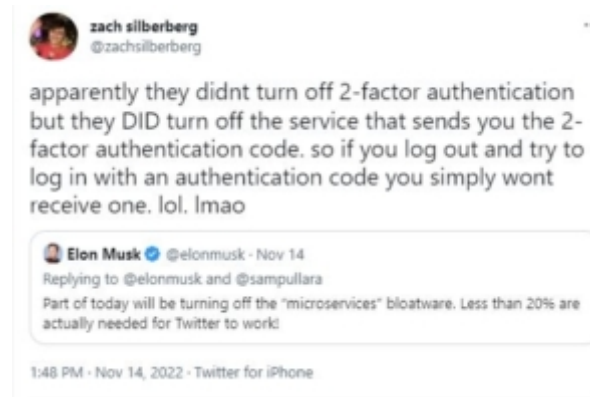 zach silberberg
@zachsilberberg
apparently they didnt turn off 2-factor authentication
but they DID turn off the service that sends you the 2-
factor authentication code. so if you log out and try to
log in with an authentication code you simply wont
receive one. lol. lmao
Elon Musk @elonmusk · Nov 14
Replying to @elonmusk and @sampullara
Part of today will be turning off the “microservices” bloatware. Less than 20% are
actually needed for Twitter to work!
1:48 PM · Nov 14, 2022 · Twitter for iPhone